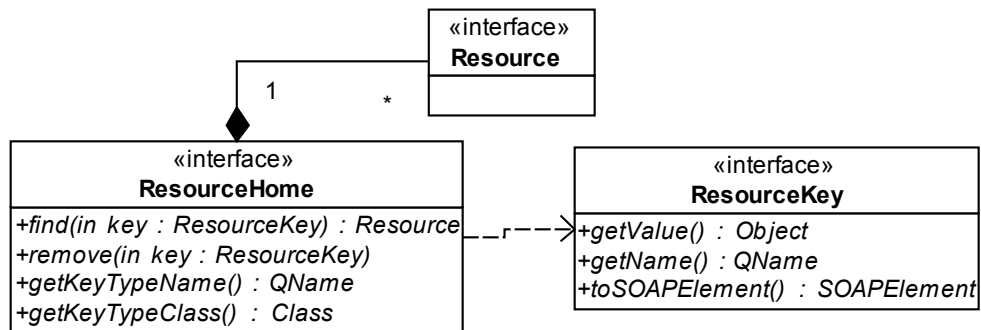 «interface»
Resource
1
*
«interface»
ResourceHome
+find(in key : ResourceKey) : Resource
+remove(in key : ResourceKey)
+getKeyTypeName() : QName
+getKeyTypeClass() : Class
«interface»
ResourceKey
+getValue() : Object
+getName() : QName
+toSOAPElement() : SOAPElement